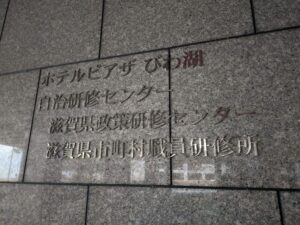 ホテルピアザ びわ湖
自治研修センター
滋賀県政策研修センター
滋賀県市町村職員研修所